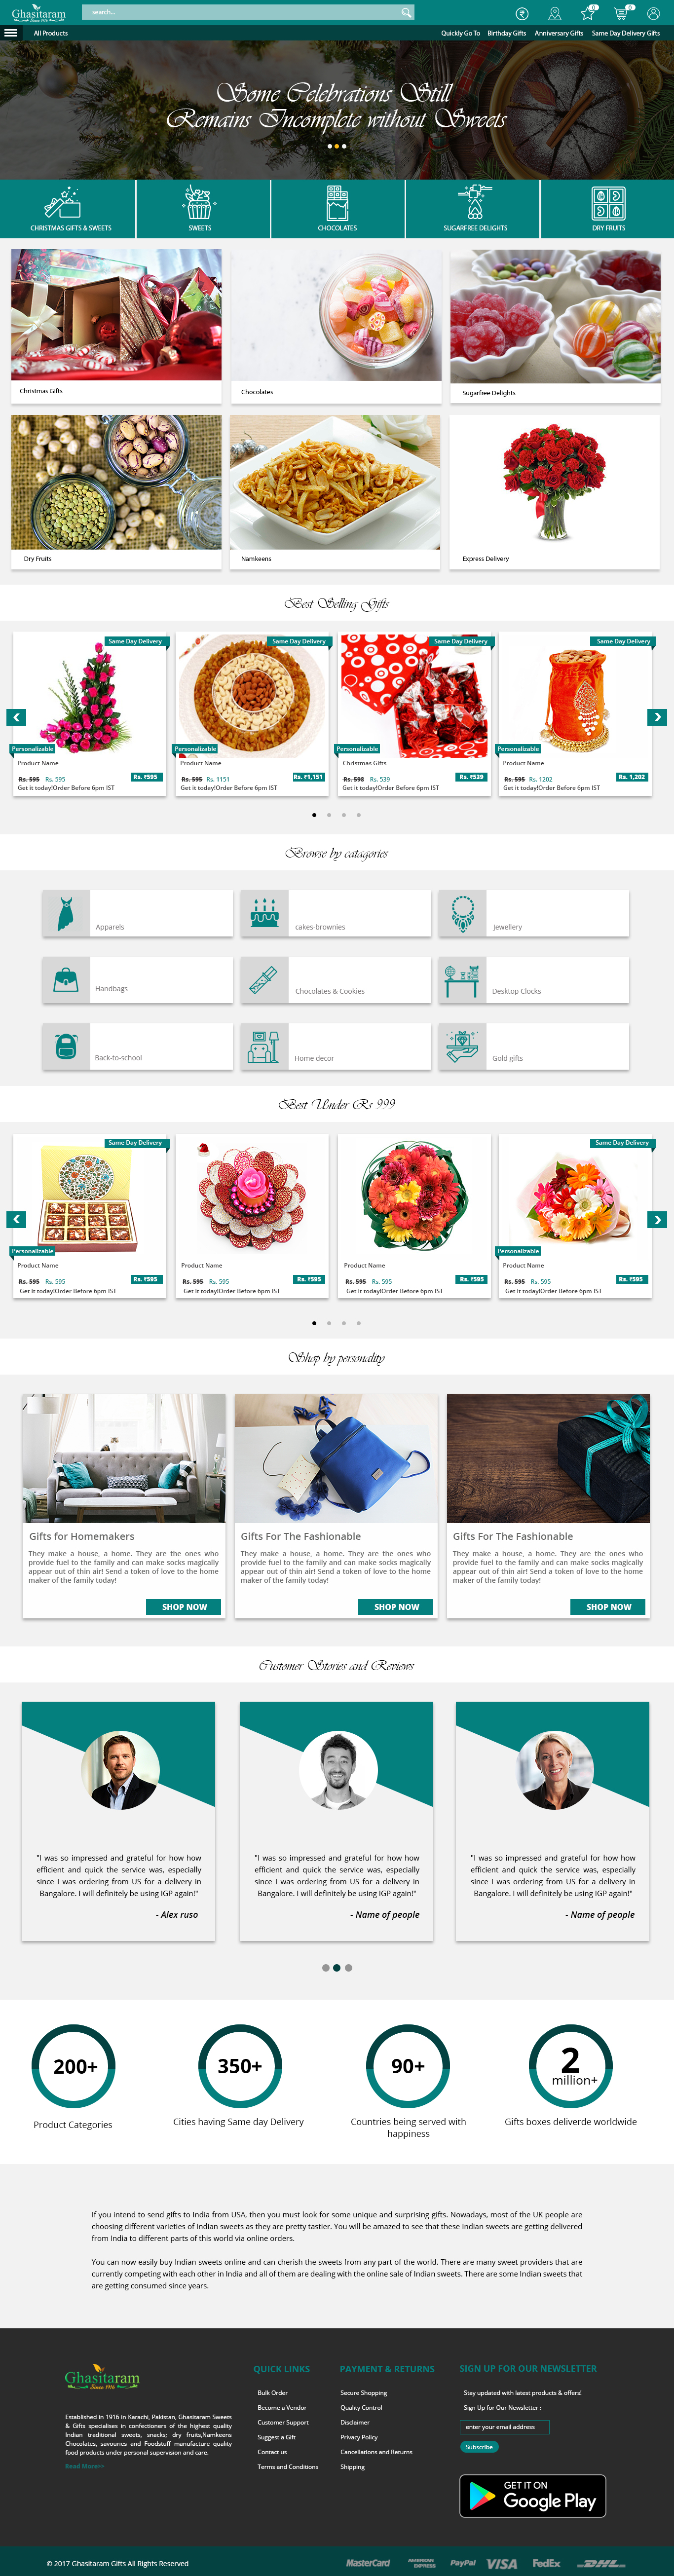 Ghasitaram
Since 1916
search...
0
0
All Products
Quickly Go To
Birthday Gifts
Anniversary Gifts
Same Day Delivery Gifts
Some Celebrations Still
Remains Incomplete without Sweets
CHRISTMAS GIFTS & SWEETS
SWEETS
CHOCOLATES
SUGARFREE DELIGHTS
DRY FRUITS
Christmas Gifts
Chocolates
Sugarfree Delights
Dry Fruits
Namkeens
Express Delivery
Best Selling Gifts
Same Day Delivery
Personalizable
Product Name
Rs. 595 Rs. 595
Rs. ₹595
Get it today!Order Before 6pm IST
Same Day Delivery
Personalizable
Product Name
Rs. 595 Rs. 1151
Rs. ₹1,151
Get it today!Order Before 6pm IST
Same Day Delivery
Personalizable
Christmas Gifts
Rs. 598 Rs. 539
Rs. ₹539
Get it today!Order Before 6pm IST
Same Day Delivery
Personalizable
Product Name
Rs. 595 Rs. 1202
Rs. 1,202
Get it today!Order Before 6pm IST
Browse by catagories
Apparels
cakes-brownies
Jewellery
Handbags
Chocolates & Cookies
Desktop Clocks
Back-to-school
Home decor
Gold gifts
Best Under Rs 999
Same Day Delivery
Personalizable
Product Name
Rs. 595 Rs. 595
Rs. ₹595
Get it today!Order Before 6pm IST
Product Name
Rs. 595 Rs. 595
Rs. ₹595
Get it today!Order Before 6pm IST
Product Name
Rs. 595 Rs. 595
Rs. ₹595
Get it today!Order Before 6pm IST
Same Day Delivery
Personalizable
Product Name
Rs. 595 Rs. 595
Rs. ₹595
Get it today!Order Before 6pm IST
Shop by personality
Gifts for Homemakers
They make a house, a home. They are the ones who
provide fuel to the family and can make socks magically
appear out of thin air! Send a token of love to the home
maker of the family today!
SHOP NOW
Gifts For The Fashionable
They make a house, a home. They are the ones who
provide fuel to the family and can make socks magically
appear out of thin air! Send a token of love to the home
maker of the family today!
SHOP NOW
Gifts For The Fashionable
They make a house, a home. They are the ones who
provide fuel to the family and can make socks magically
appear out of thin air! Send a token of love to the home
maker of the family today!
SHOP NOW
Customer Stories and Reviews
"I was so impressed and grateful for how how
efficient and quick the service was, especially
since I was ordering from US for a delivery in
Bangalore. I will definitely be using IGP again!"
- Alex ruso
"I was so impressed and grateful for how how
efficient and quick the service was, especially
since I was ordering from US for a delivery in
Bangalore. I will definitely be using IGP again!"
- Name of people
"I was so impressed and grateful for how how
efficient and quick the service was, especially
since I was ordering from US for a delivery in
Bangalore. I will definitely be using IGP again!"
- Name of people
200+
Product Categories
350+
Cities having Same day Delivery
90+
Countries being served with
happiness
2
million+
Gifts boxes deliverde worldwide
If you intend to send gifts to India from USA, then you must look for some unique and surprising gifts. Nowadays, most of the UK people are
choosing different varieties of Indian sweets as they are pretty tastier. You will be amazed to see that these Indian sweets are getting delivered
from India to different parts of this world via online orders.
You can now easily buy Indian sweets online and can cherish the sweets from any part of the world. There are many sweet providers that are
currently competing with each other in India and all of them are dealing with the online sale of Indian sweets. There are some Indian sweets that
are getting consumed since years.
Ghasitaram
Since 1916
Established in 1916 in Karachi, Pakistan, Ghasitaram Sweets
& Gifts specialises in confectioners of the highest quality
Indian traditional sweets, snacks; dry fruits,Namkeens
Chocolates, savouries and Foodstuff manufacture quality
food products under personal supervision and care.
Read More>>
QUICK LINKS
Bulk Order
Become a Vendor
Customer Support
Suggest a Gift
Contact us
Terms and Conditions
PAYMENT & RETURNS
Secure Shopping
Quality Control
Disclaimer
Privacy Policy
Cancellations and Returns
Shipping
SIGN UP FOR OUR NEWSLETTER
Stay updated with latest products & offers!
Sign Up For Our Newsletter :
enter your email address
Subscribe
GET IT ON
Google Play
© 2017 Ghasitaram Gifts All Rights Reserved
MasterCard
AMERICAN
EXPRESS
PayPal
VISA
FedEx
DHL